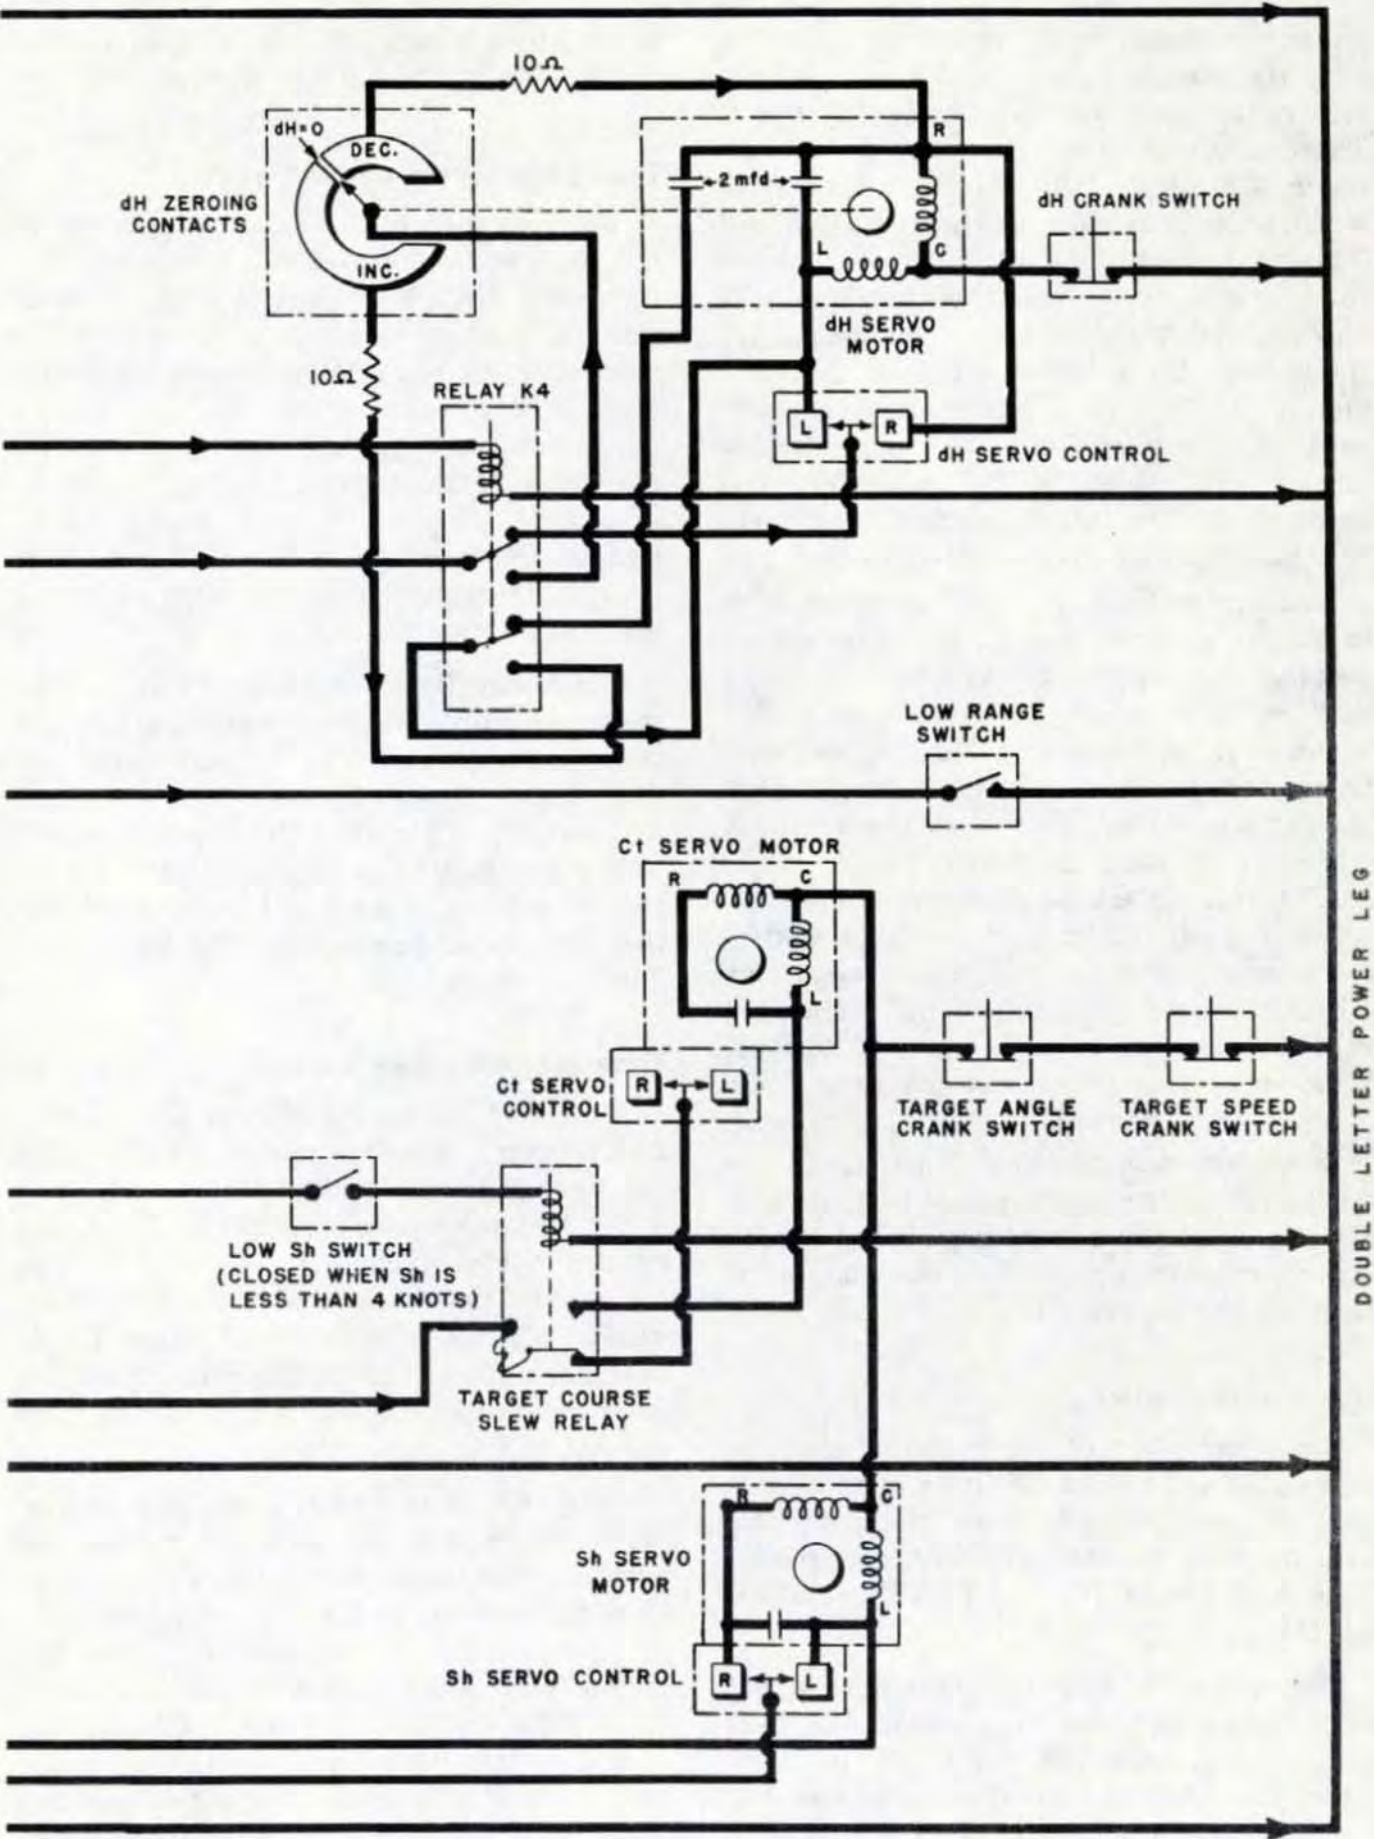 10Ω
dH=0
DEC.
dH ZEROING
CONTACTS
INC.
10Ω
R
2 mfd
L
C
dH CRANK SWITCH
dH SERVO
MOTOR
RELAY K4
L
R
dH SERVO CONTROL
LOW RANGE
SWITCH
Ct SERVO MOTOR
R
C
L
Ct SERVO
CONTROL
R
L
TARGET ANGLE
CRANK SWITCH
TARGET SPEED
CRANK SWITCH
LOW Sh SWITCH
(CLOSED WHEN Sh IS
LESS THAN 4 KNOTS)
TARGET COURSE
SLEW RELAY
R
C
Sh SERVO
MOTOR
L
Sh SERVO CONTROL
R
L
DOUBLE LETTER POWER LEG